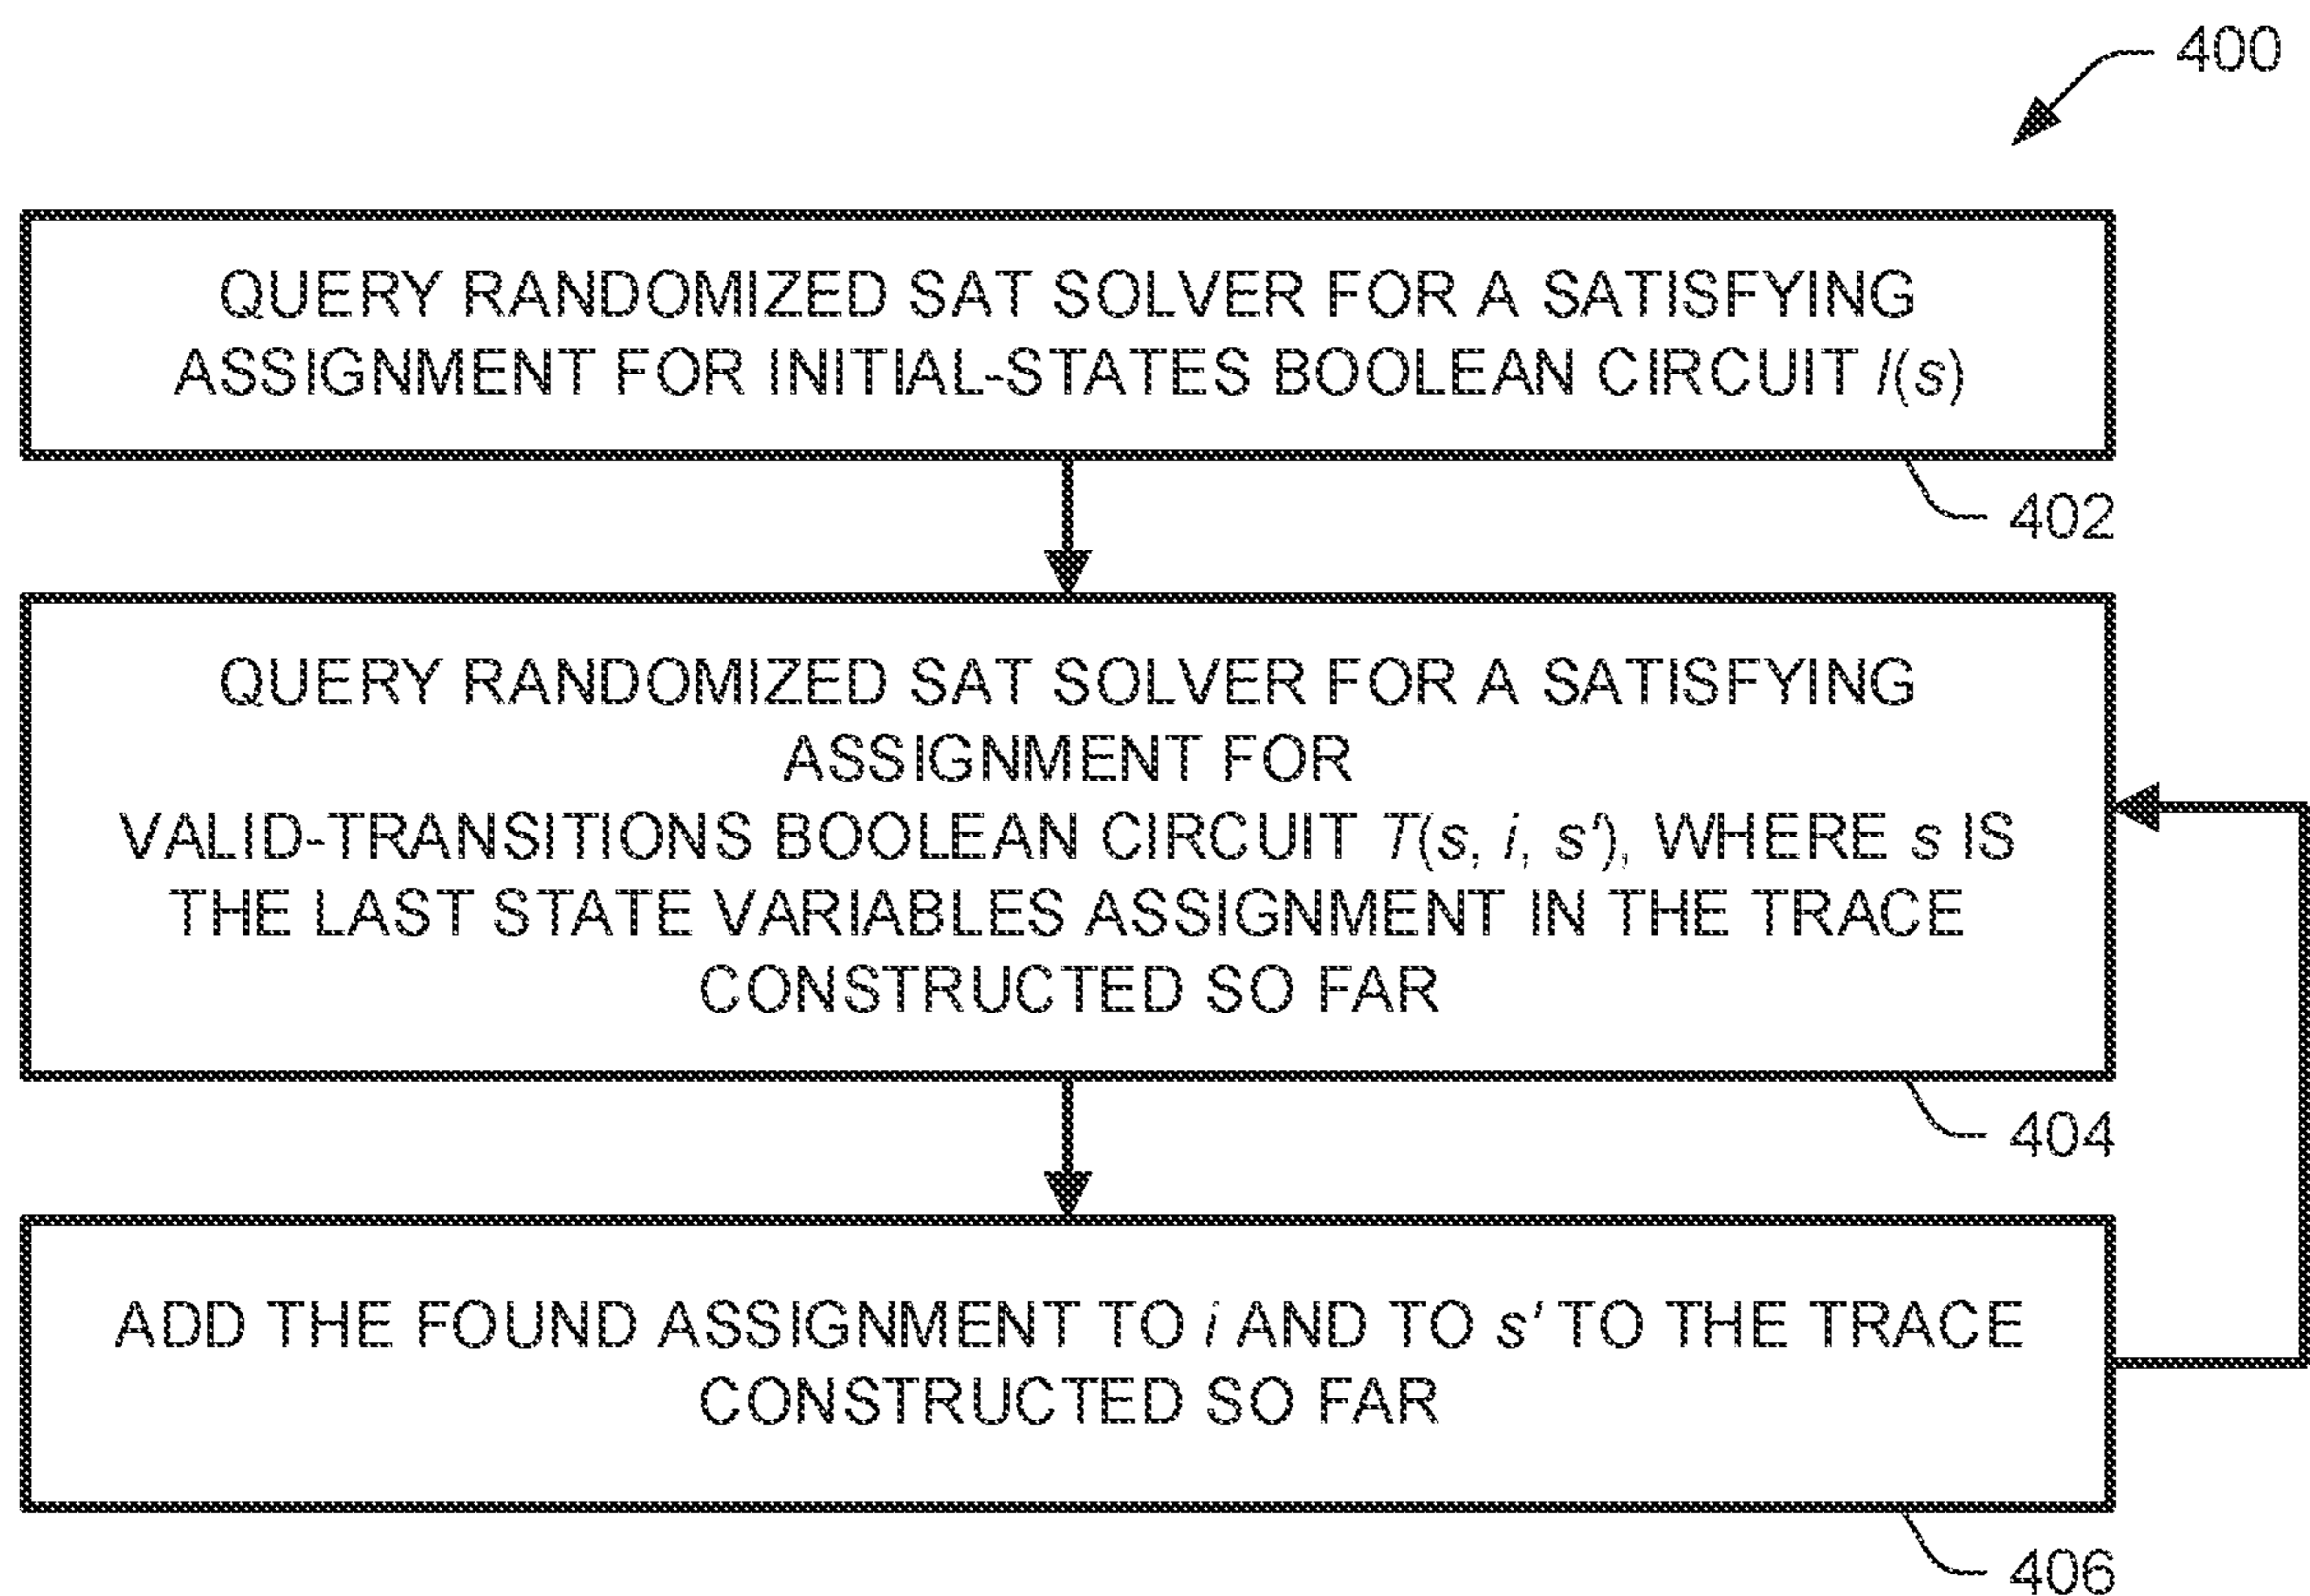 400
QUERY RANDOMIZED SAT SOLVER FOR A SATISFYING
ASSIGNMENT FOR INITIAL-STATES BOOLEAN CIRCUIT I(s)
402
QUERY RANDOMIZED SAT SOLVER FOR A SATISFYING
ASSIGNMENT FOR
VALID-TRANSITIONS BOOLEAN CIRCUIT T(s, i, s'), WHERE s IS
THE LAST STATE VARIABLES ASSIGNMENT IN THE TRACE
CONSTRUCTED SO FAR
404
ADD THE FOUND ASSIGNMENT TO i AND TO s' TO THE TRACE
CONSTRUCTED SO FAR
406